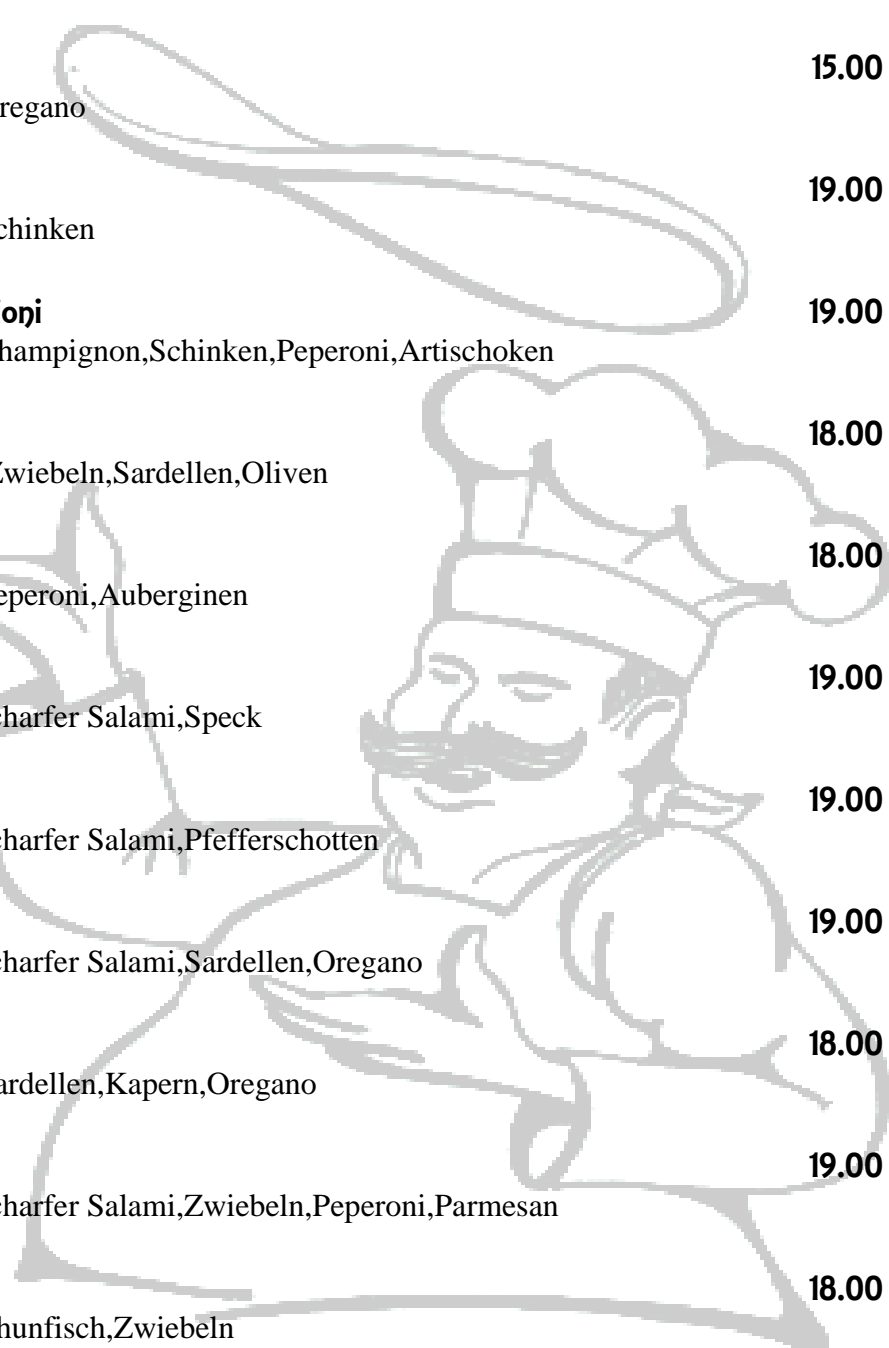 15.00
regano
19.00
chinken
ioni 19.00
hampignon,Schinken,Peperoni,Artischoken
18.00
Zwiebeln,Sardellen,Oliven
18.00
eperoni,Auberginen
19.00
charfer Salami,Speck
19.00
charfer Salami,Pfefferschotten
19.00
charfer Salami,Sardellen,Oregano
18.00
ardellen,Kapern,Oregano
19.00
charfer Salami,Zwiebeln,Peperoni,Parmesan
18.00
hunfisch,Zwiebeln